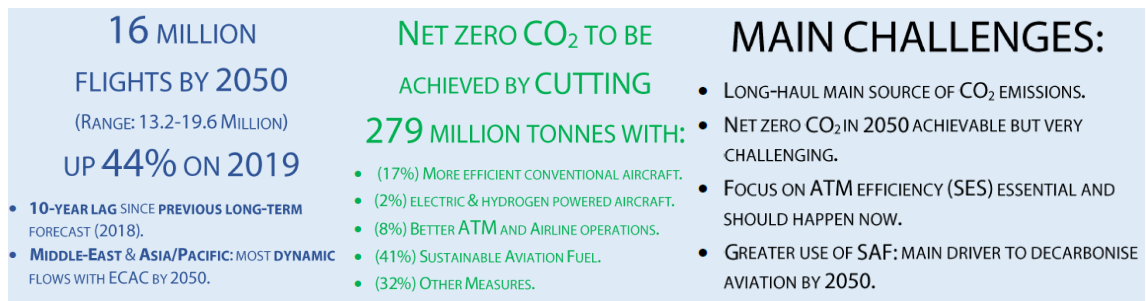 16 MILLION
FLIGHTS BY 2050
(RANGE: 13.2-19.6 MILLION)
UP 44% ON 2019
• 10-YEAR LAG SINCE PREVIOUS LONG-TERM
FORECAST (2018).
• MIDDLE-EAST & ASIA/PACIFIC: MOST DYNAMIC
FLOWS WITH ECAC BY 2050.
NET ZERO CO₂ TO BE
ACHIEVED BY CUTTING
279 MILLION TONNES WITH:
• (17%) MORE EFFICIENT CONVENTIONAL AIRCRAFT.
• (2%) ELECTRIC & HYDROGEN POWERED AIRCRAFT.
• (8%) BETTER ATM AND AIRLINE OPERATIONS.
• (41%) SUSTAINABLE AVIATION FUEL.
• (32%) OTHER MEASURES.
MAIN CHALLENGES:
• LONG-HAUL MAIN SOURCE OF CO₂ EMISSIONS.
• NET ZERO CO₂ IN 2050 ACHIEVABLE BUT VERY
CHALLENGING.
• FOCUS ON ATM EFFICIENCY (SES) ESSENTIAL AND
SHOULD HAPPEN NOW.
• GREATER USE OF SAF: MAIN DRIVER TO DECARBONISE
AVIATION BY 2050.